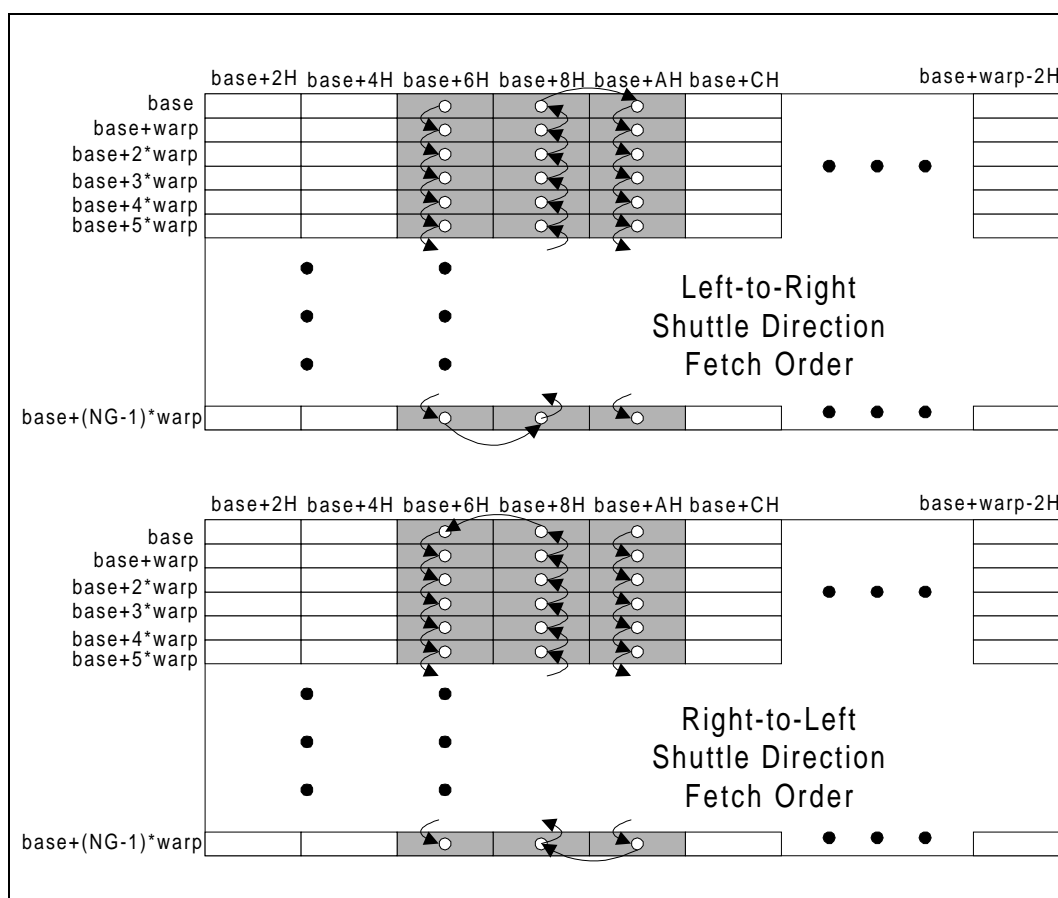 base+2H base+4H base+6H base+8H base+AH base+CH base+warp-2H
base
base+warp
base+2*warp
base+3*warp
base+4*warp
base+5*warp
Left-to-Right
Shuttle Direction
Fetch Order
base+(NG-1)*warp
base+2H base+4H base+6H base+8H base+AH base+CH base+warp-2H
base
base+warp
base+2*warp
base+3*warp
base+4*warp
base+5*warp
Right-to-Left
Shuttle Direction
Fetch Order
base+(NG-1)*warp